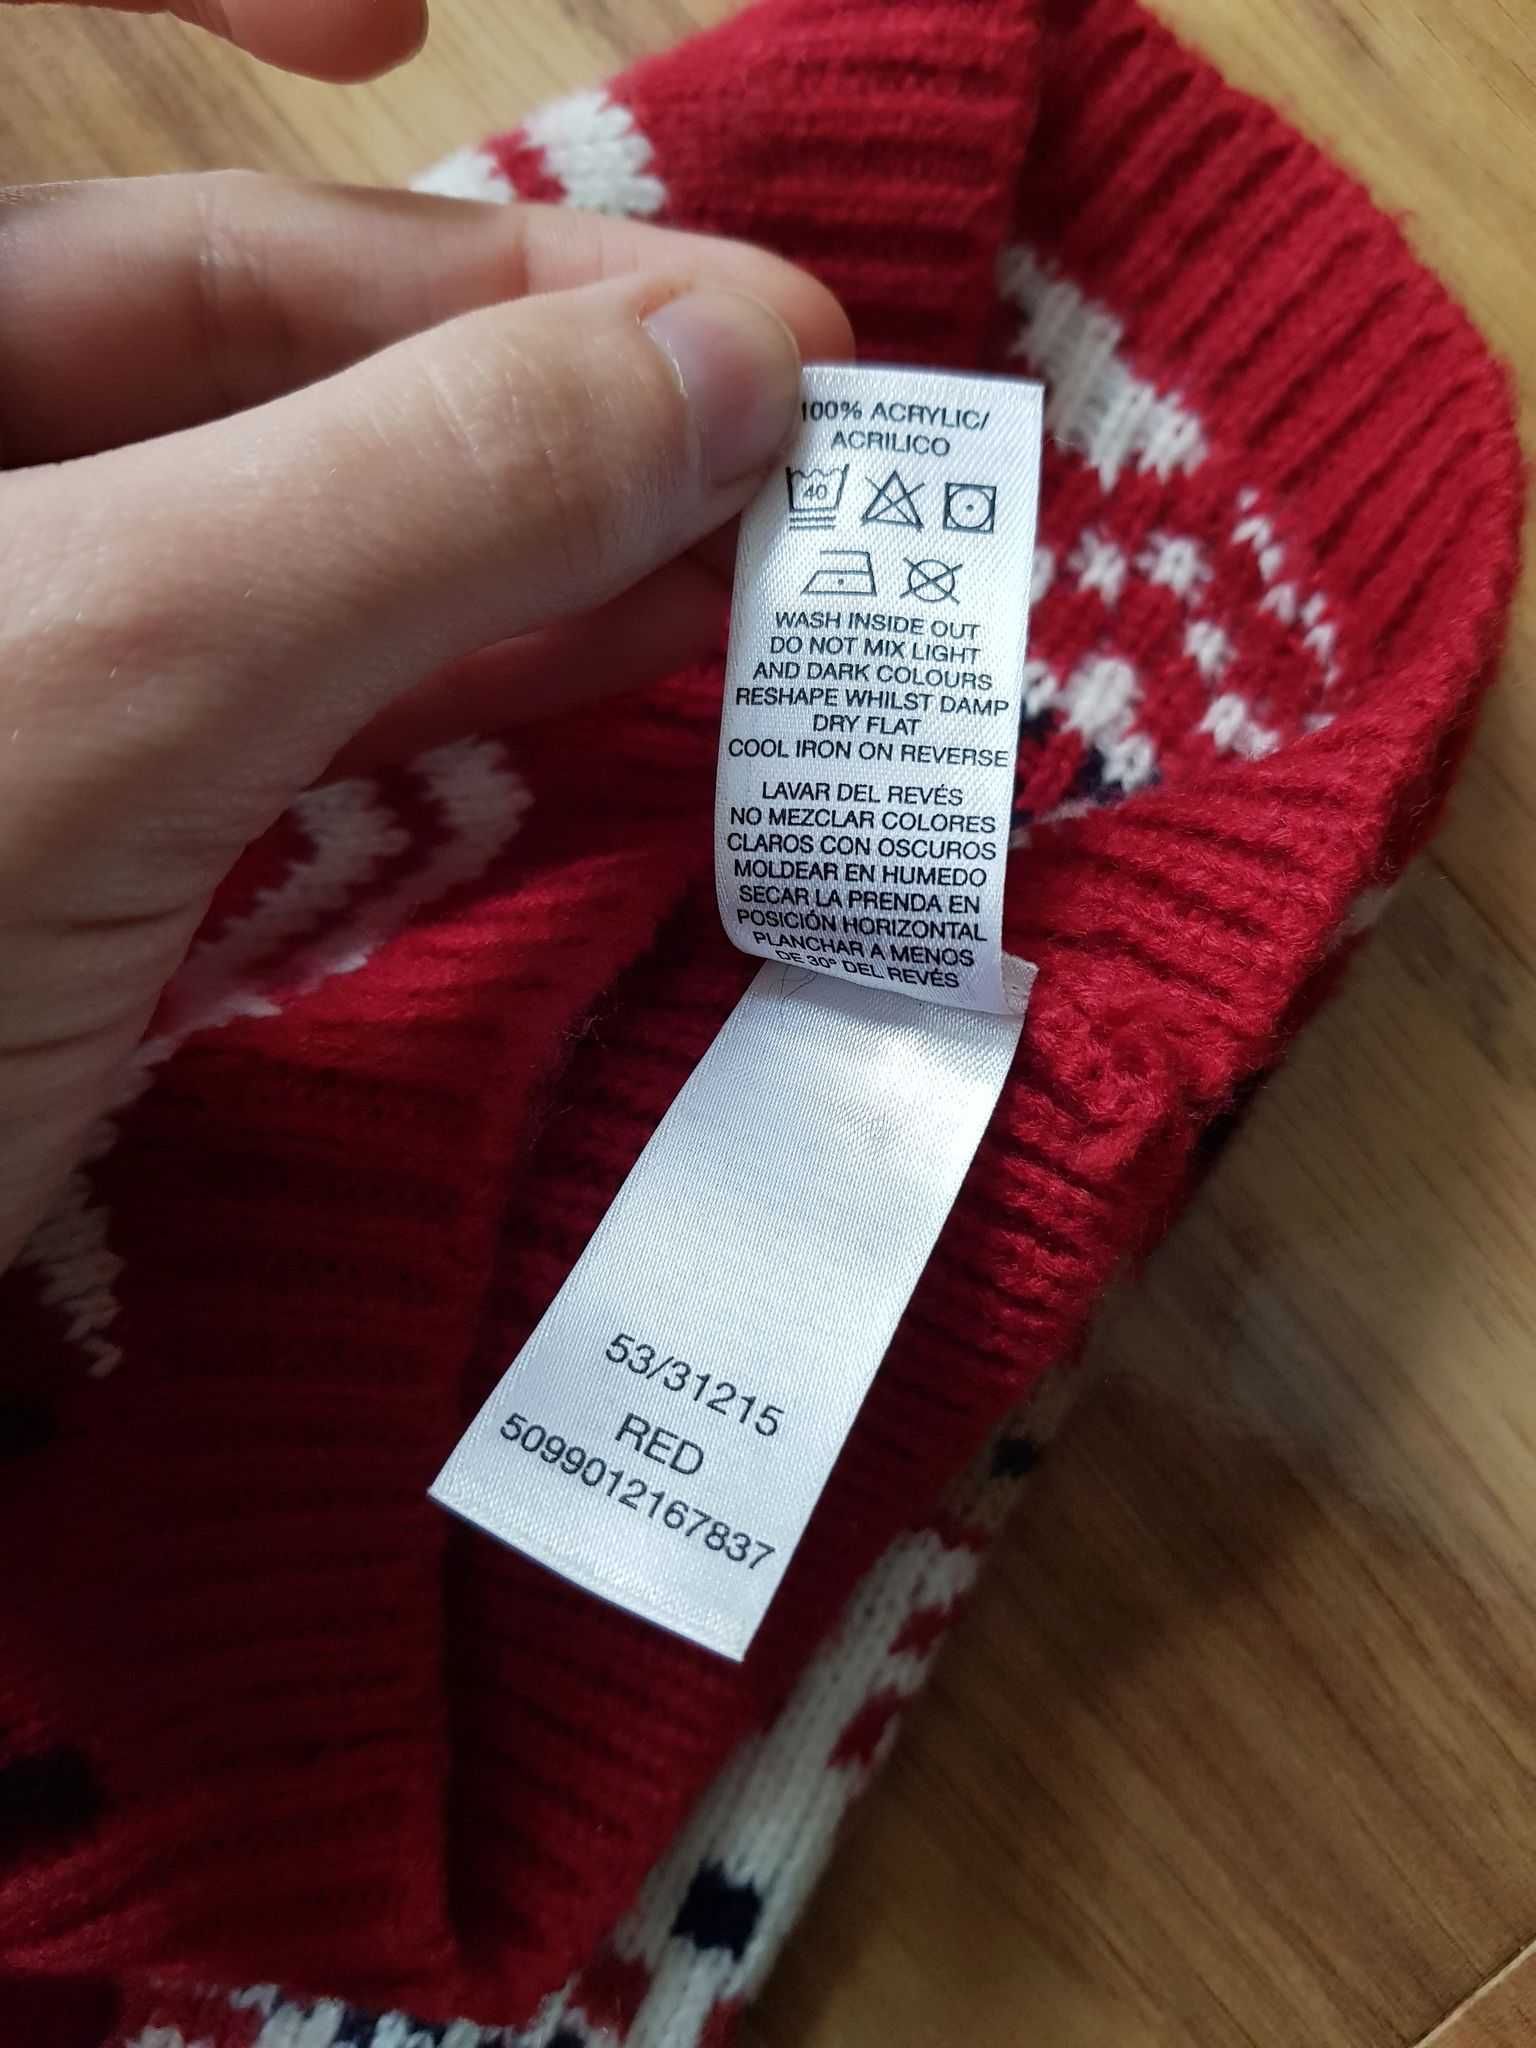 100% ACRYLIC/
ACRILICO
40
WASH INSIDE OUT
DO NOT MIX LIGHT
AND DARK COLOURS
RESHAPE WHILST DAMP
DRY FLAT
COOL IRON ON REVERSE
LAVAR DEL REVÉS
NO MEZCLAR COLORES
CLAROS CON OSCUROS
MOLDEAR EN HUMEDO
SECAR LA PRENDA EN
POSICIÓN HORIZONTAL
PLANCHAR A MENOS
DE 30° DEL REVÉS
53/31215
RED
5099012167837